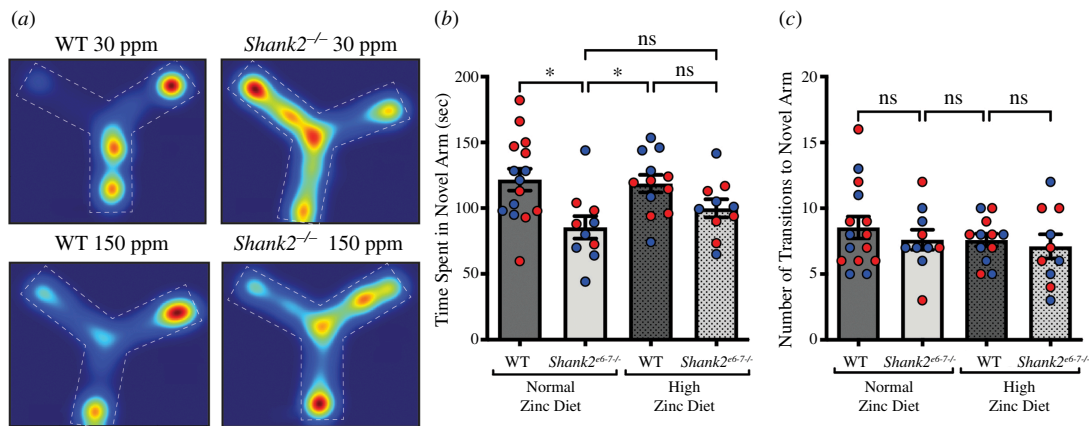 (a)
WT 30 ppm
Shank2–/– 30 ppm
WT 150 ppm
Shank2–/– 150 ppm
(b)
ns
* * ns
200
150
100
50
0
Time Spent in Novel Arm (sec)
WT Shank2e6-7-/- WT Shank2e6-7-/-
Normal High
Zinc Diet Zinc Diet
(c)
ns ns ns
20
15
10
5
0
Number of Transitions to Novel Arm
WT Shank2e6-7-/- WT Shank2e6-7-/-
Normal High
Zinc Diet Zinc Diet